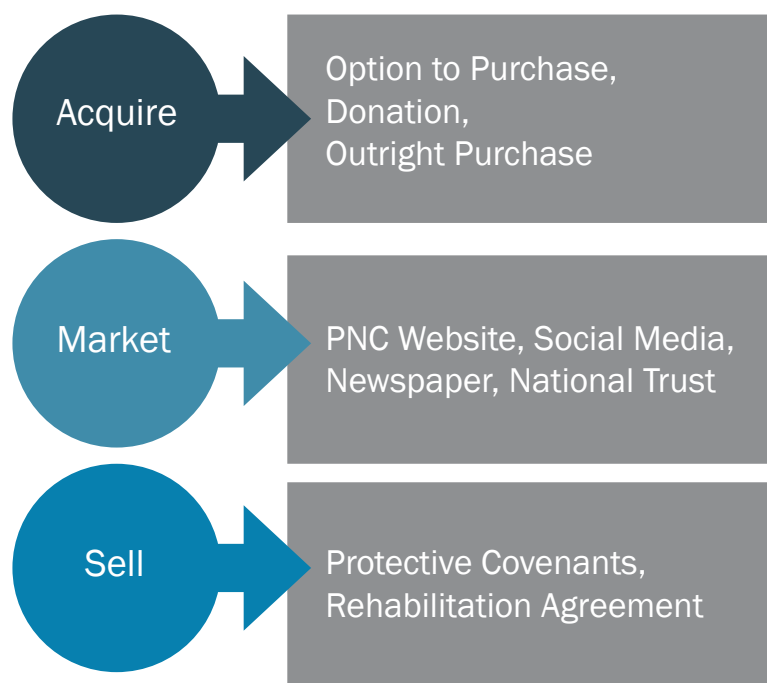 Acquire
Option to Purchase,
Donation,
Outright Purchase
Market
PNC Website, Social Media,
Newspaper, National Trust
Sell
Protective Covenants,
Rehabilitation Agreement